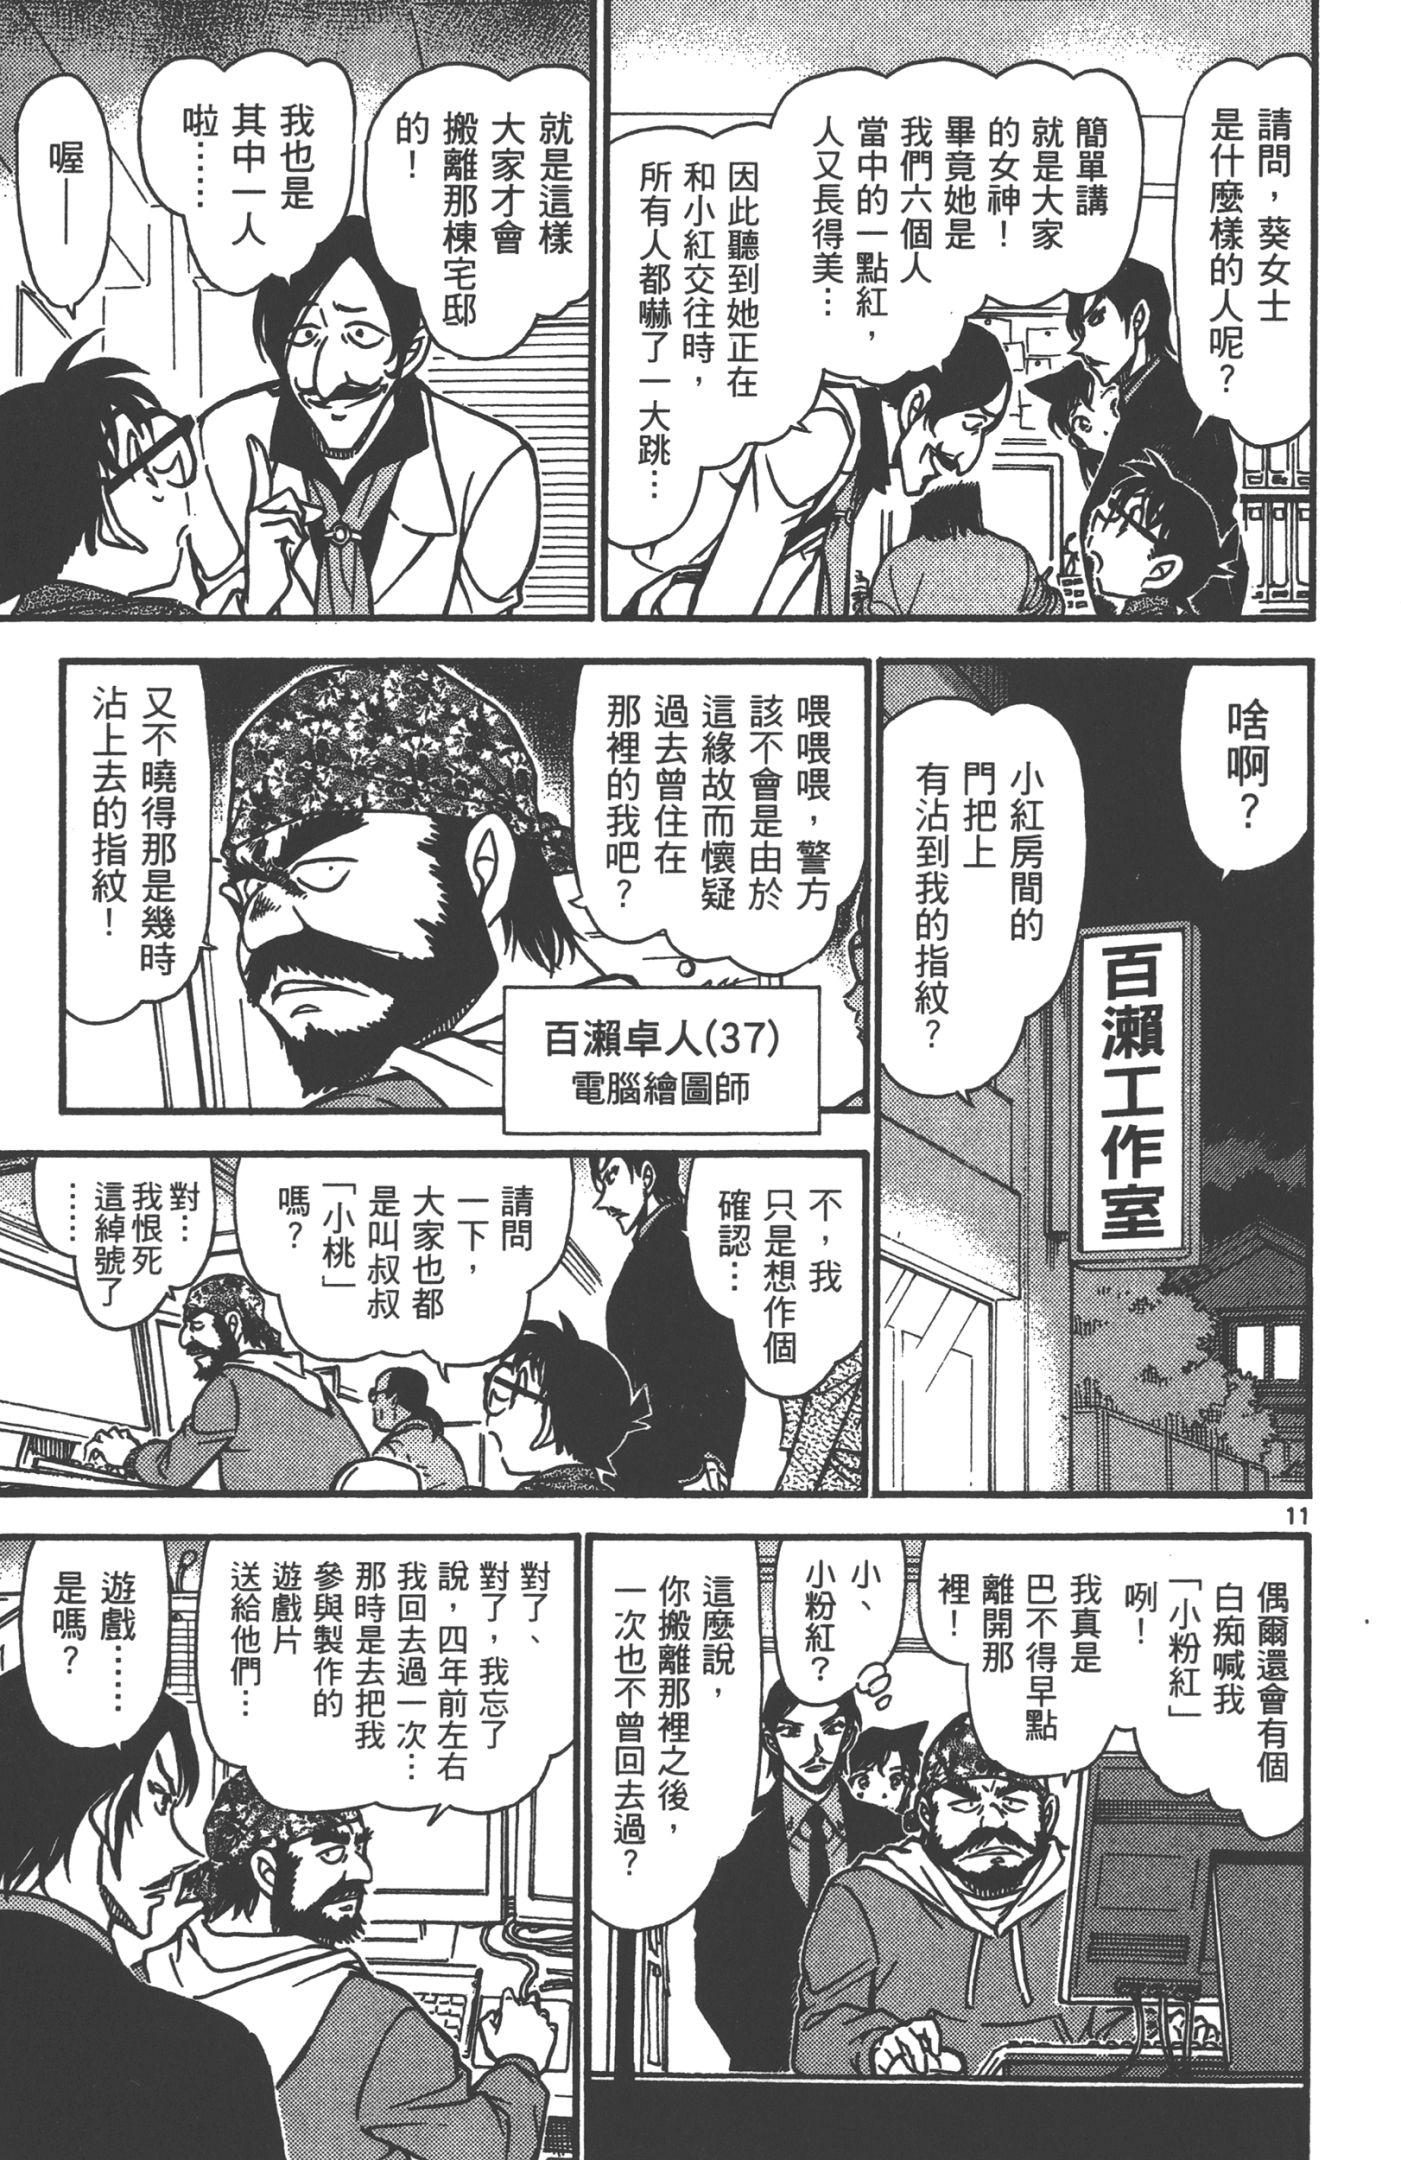 請問，葵女士
是什麼樣的人呢？
簡單講
就是大家
的女神！
畢竟她是
我們六個人
當中的一點紅，
人又長得美…
因此聽到她正在
和小紅交往時，
所有人都嚇了一大跳…
就是這樣
大家才會
搬離那棟宅邸
的！
我也是
其中一人
啦……
喔——
啥啊？
小紅房間的
門把上
有沾到我的指紋？
百瀨工作室
喂喂喂，警方
該不會是由於
這緣故而懷疑
過去曾住在
那裡的我吧？
又不曉得那是幾時
沾上去的指紋！
百瀨卓人(37)
電腦繪圖師
不，我
只是想作個
確認…
請問
一下，
大家也都
是叫叔叔
「小桃」
嗎？
對…
我恨死
這綽號了
……
11
偶爾還會有個
白痴喊我
「小粉紅」
咧！
我真是
巴不得早點
離開那
裡！
小、
小粉紅？
這麼說，
你搬離那裡之後，
一次也不曾回去過？
對了、
對了，我忘了
說，四年前左右
我回去過一次…
那時是去把我
參與製作的
遊戲片
送給他們…
遊戲……
是嗎？